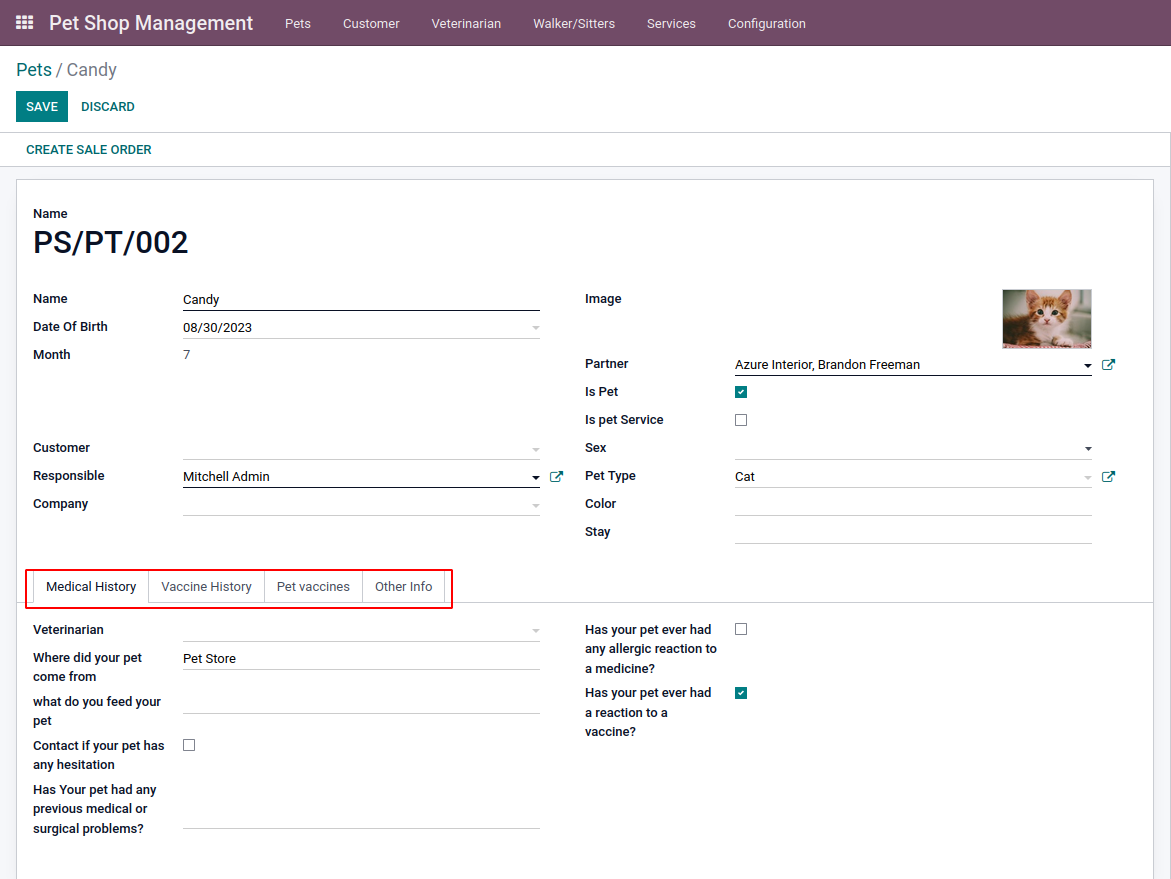 Pet Shop Management Pets Customer Veterinarian Walker/Sitters Services Configuration
Pets / Candy
SAVE DISCARD
CREATE SALE ORDER
Name
PS/PT/002
Name Candy
Date Of Birth 08/30/2023
Month 7
Customer
Responsible Mitchell Admin
Company
Image
Partner Azure Interior, Brandon Freeman
Is Pet
Is pet Service
Sex
Pet Type Cat
Color
Stay
Medical History Vaccine History Pet vaccines Other Info
Veterinarian
Where did your pet
come from
Pet Store
what do you feed your
pet
Contact if your pet has
any hesitation
Has Your pet had any
previous medical or
surgical problems?
Has your pet ever had
any allergic reaction to
a medicine?
Has your pet ever had
a reaction to a
vaccine?